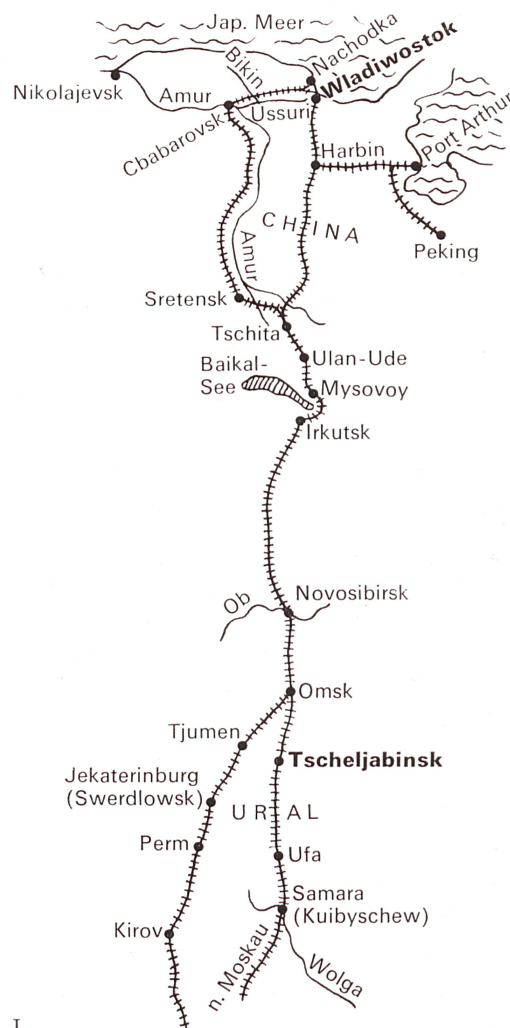 Jap. Meer
Nachodka
Wladiwostok
Bikin
Nikolajevsk
Amur
Ussuri
Cbabarovsk
Harbin
Port Arthur
CHINA
Peking
Amur
Sretensk
Tschita
Ulan-Ude
Baikal-
See
Mysovoy
Irkutsk
Ob
Novosibirsk
Omsk
Tjumen
Tscheljabinsk
Jekaterinburg
(Swerdlowsk)
URAL
Perm
Ufa
Samara
(Kuibyschew)
Kirov
n. Moskau
Wolga